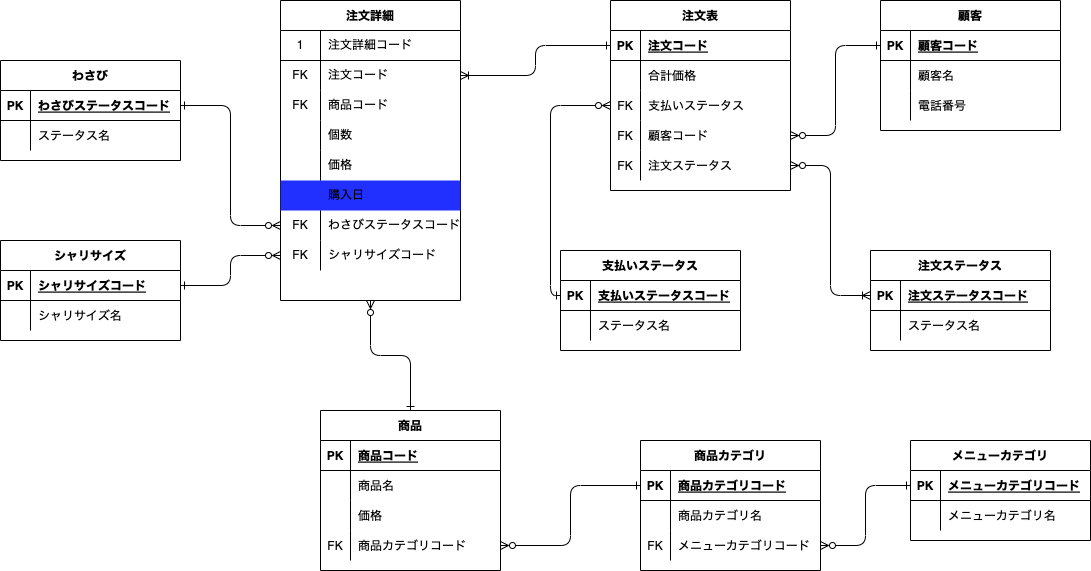 注文詳細
1 注文詳細コード
FK 注文コード
FK 商品コード
個数
価格
購入日
FK わさびステータスコード
FK シャリサイズコード
注文表
PK 注文コード
合計価格
FK 支払いステータス
FK 顧客コード
FK 注文ステータス
顧客
PK 顧客コード
顧客名
電話番号
わさび
PK わさびステータスコード
ステータス名
シャリサイズ
PK シャリサイズコード
シャリサイズ名
支払いステータス
PK 支払いステータスコード
ステータス名
注文ステータス
PK 注文ステータスコード
ステータス名
商品
PK 商品コード
商品名
価格
FK 商品カテゴリコード
商品カテゴリ
PK 商品カテゴリコード
商品カテゴリ名
FK メニューカテゴリコード
メニューカテゴリ
PK メニューカテゴリコード
メニューカテゴリ名